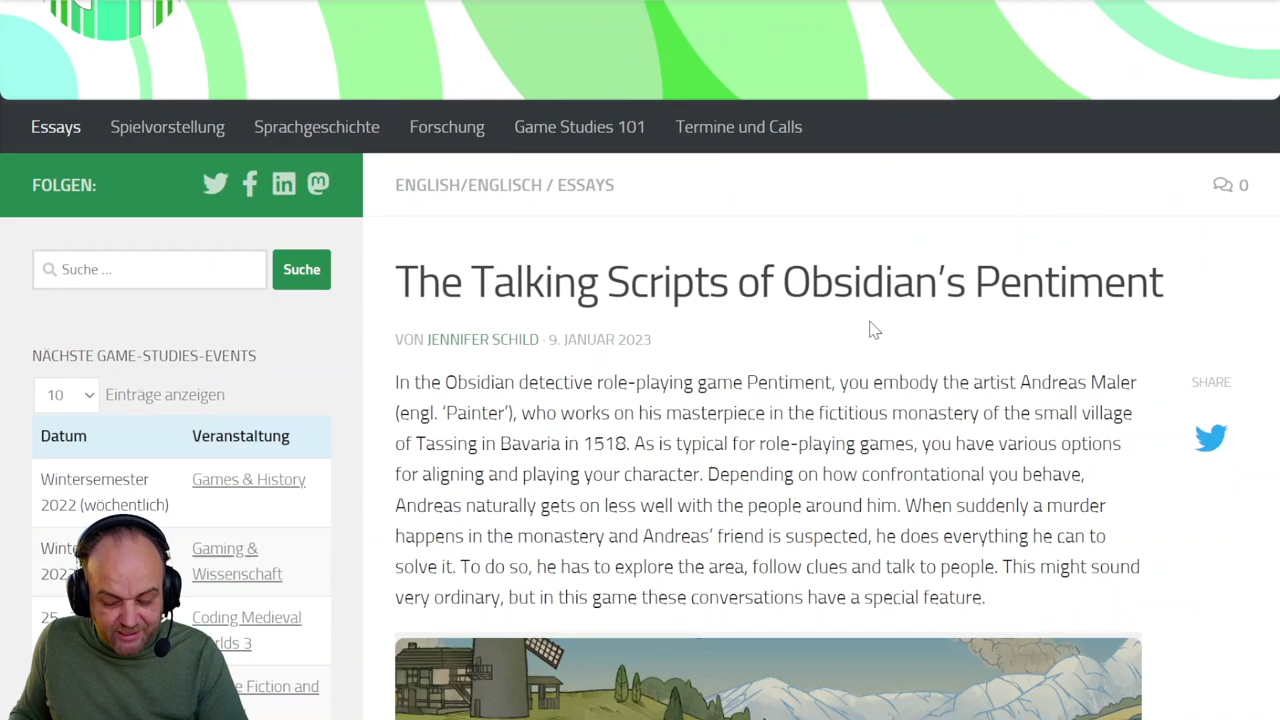 Essays Spielvorstellung Sprachgeschichte Forschung Game Studies 101 Termine und Calls
FOLGEN:
ENGLISH/ENGLISCH / ESSAYS
0
Suche ...
Suche
The Talking Scripts of Obsidian's Pentiment
VON JENNIFER SCHILD · 9. JANUAR 2023
NÄCHSTE GAME-STUDIES-EVENTS
10 Einträge anzeigen
Datum Veranstaltung
Wintersemester Games & History
2022 (wöchentlich)
Gaming &
Wissenschaft
25 Coding Medieval
3
Fiction and
In the Obsidian detective role-playing game Pentiment, you embody the artist Andreas Maler
(engl. 'Painter'), who works on his masterpiece in the fictitious monastery of the small village
of Tassing in Bavaria in 1518. As is typical for role-playing games, you have various options
for aligning and playing your character. Depending on how confrontational you behave,
Andreas naturally gets on less well with the people around him. When suddenly a murder
happens in the monastery and Andreas' friend is suspected, he does everything he can to
solve it. To do so, he has to explore the area, follow clues and talk to people. This might sound
very ordinary, but in this game these conversations have a special feature.
SHARE